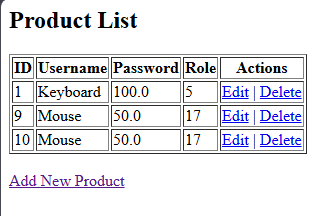 Product List
ID Username Password Role Actions
1 Keyboard 100.0 5 Edit | Delete
9 Mouse 50.0 17 Edit | Delete
10 Mouse 50.0 17 Edit | Delete
Add New Product